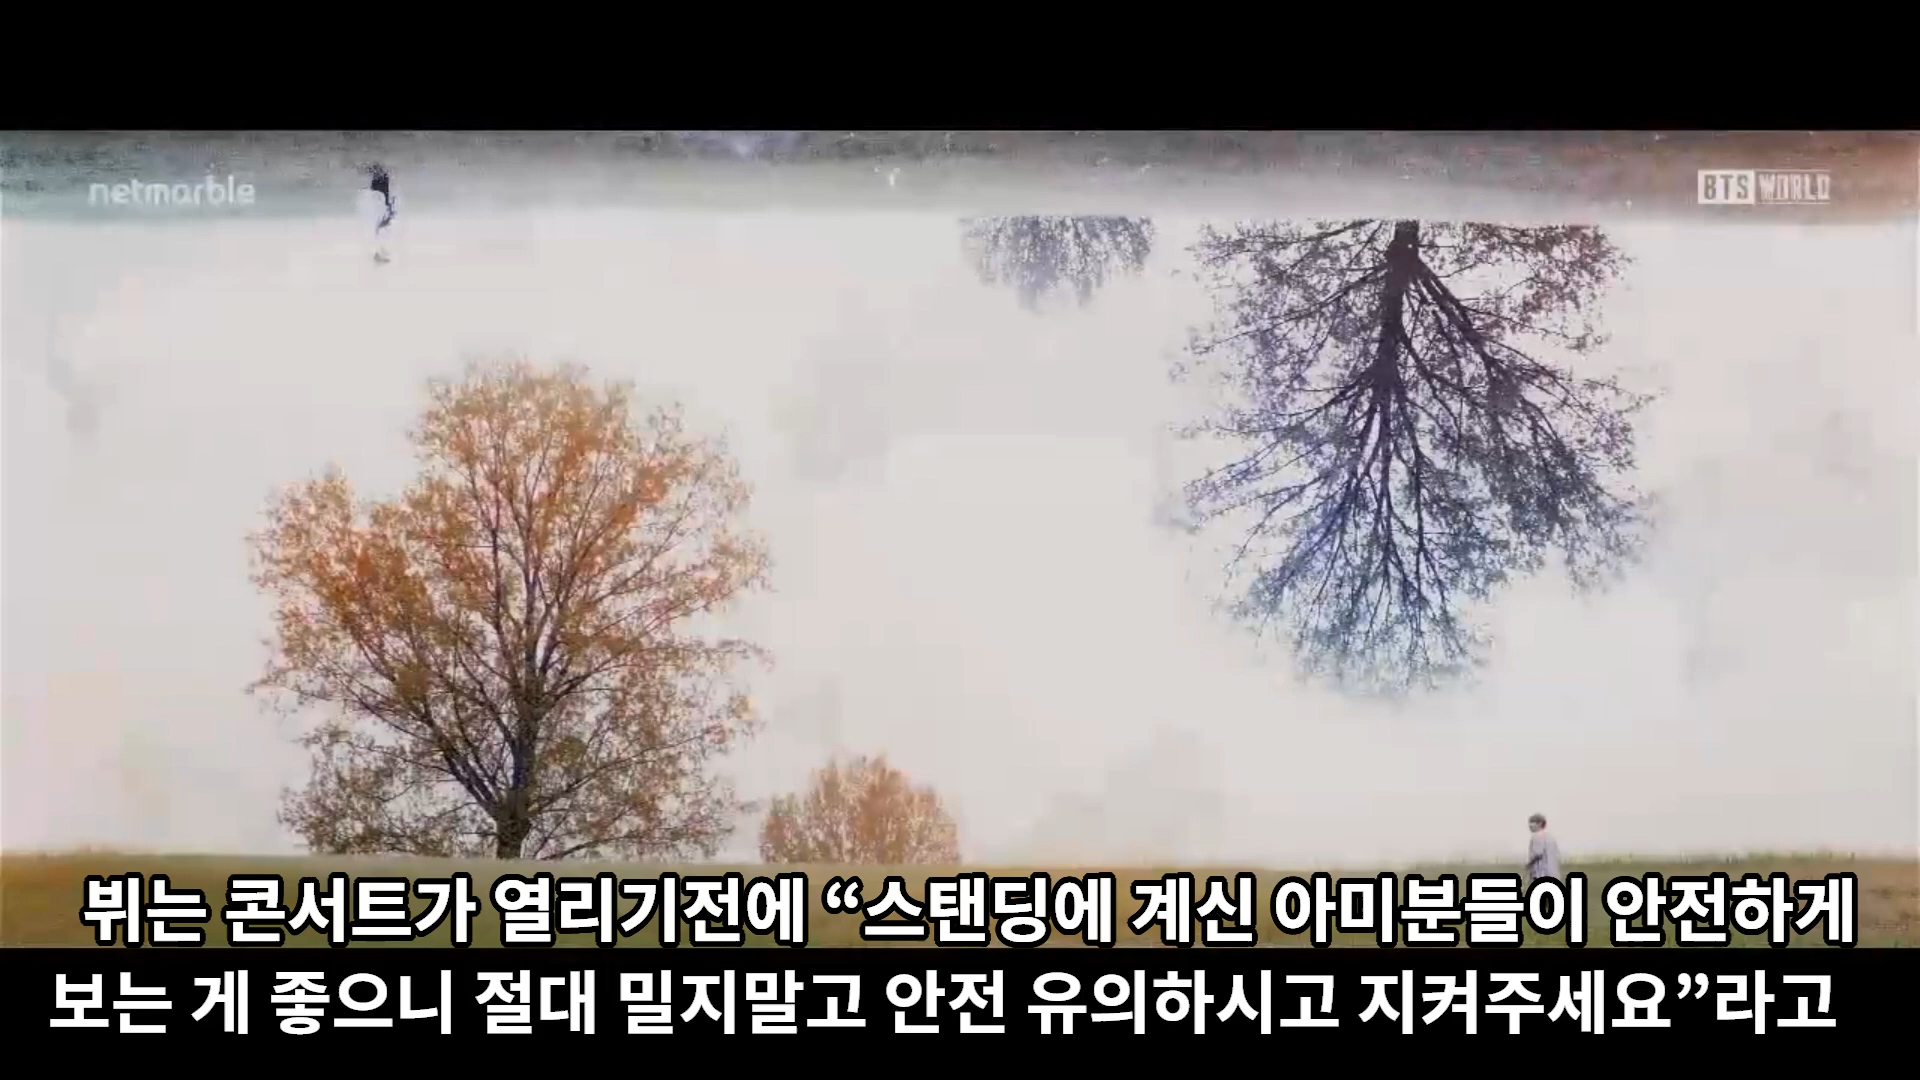 netmarble
BTS WORLD
뷔는 콘서트가 열리기전에 “스탠딩에 계신 아미분들이 안전하게
보는 게 좋으니 절대 밀지말고 안전 유의하시고 지켜주세요”라고